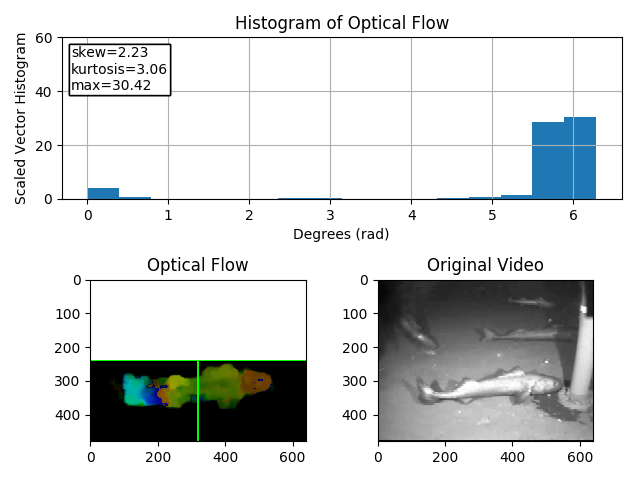 Histogram of Optical Flow
skew=2.23
kurtosis=3.06
max=30.42
Scaled Vector Histogram
60
40
20
0
0 1 2 3 4 5 6
Degrees (rad)
Optical Flow
0
100
200
300
400
0 200 400 600
Original Video
0
100
200
300
400
0 200 400 600